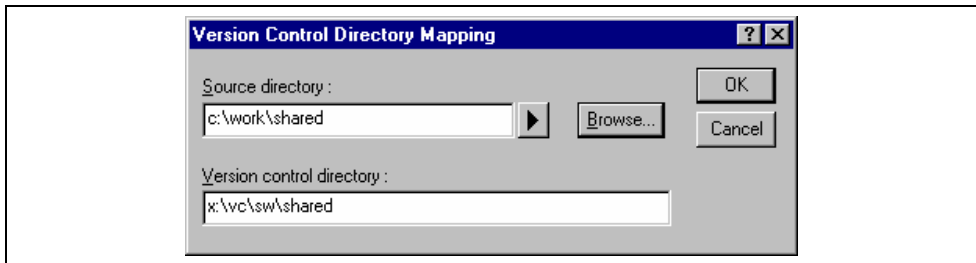 Version Control Directory Mapping
Source directory :
c:\work\shared
Browse...
OK
Cancel
Version control directory :
x:\vc\sw\shared